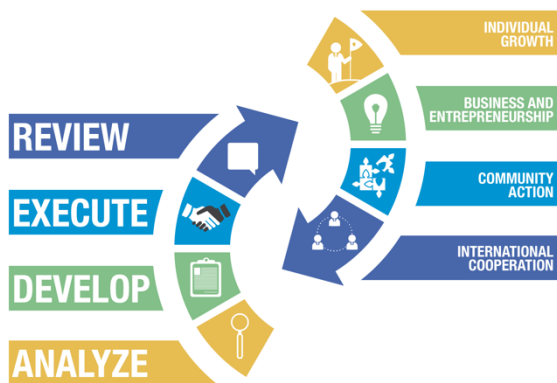 INDIVIDUAL
GROWTH
BUSINESS AND
ENTREPRENEURSHIP
REVIEW
COMMUNITY
ACTION
EXECUTE
INTERNATIONAL
COOPERATION
DEVELOP
ANALYZE